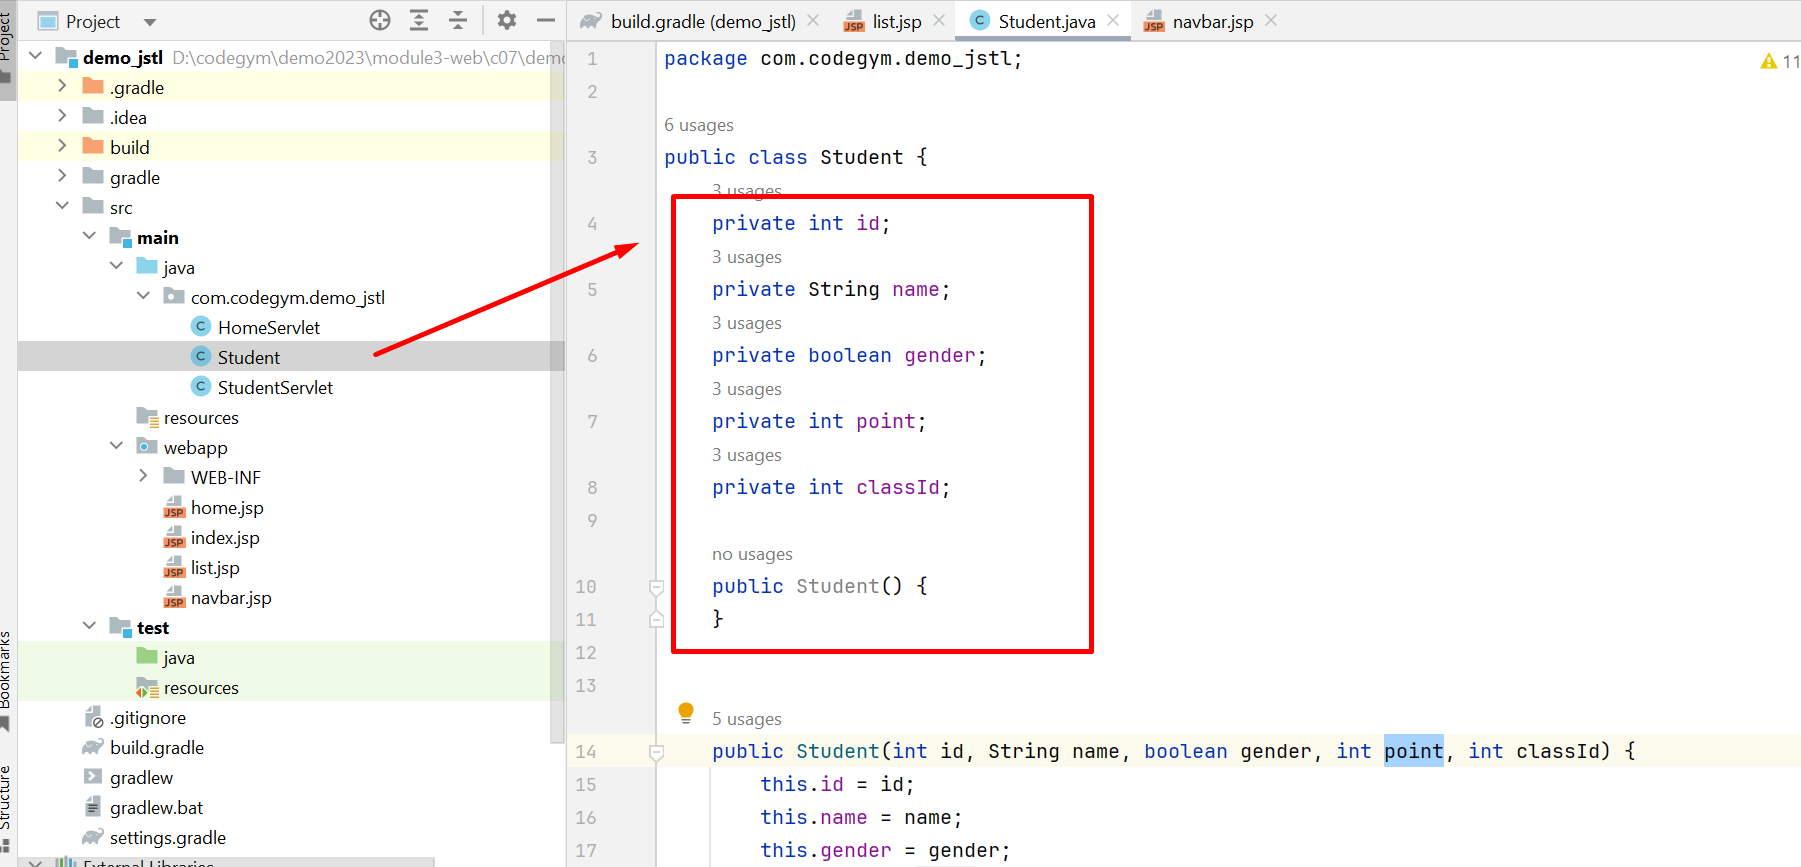 Project
build.gradle (demo_jstl)
list.jsp
Student.java
navbar.jsp
Project
demo_jstl D:\codegym\demo2023\module3-web\c07\demo
.gradle
.idea
build
gradle
src
main
java
com.codegym.demo_jstl
C HomeServlet
C Student
C StudentServlet
resources
webapp
WEB-INF
JSP home.jsp
JSP index.jsp
JSP list.jsp
JSP navbar.jsp
test
java
resources
.gitignore
build.gradle
gradlew
gradlew.bat
settings.gradle
External Libraries
Bookmarks
Structure
11
1 package com.codegym.demo_jstl;
2
6 usages
3 public class Student {
3 usages
4 private int id;
3 usages
5 private String name;
3 usages
6 private boolean gender;
3 usages
7 private int point;
3 usages
8 private int classId;
9
no usages
10 public Student() {
11 }
12
13
5 usages
14 public Student(int id, String name, boolean gender, int point, int classId) {
15 this.id = id;
16 this.name = name;
17 this.gender = gender;